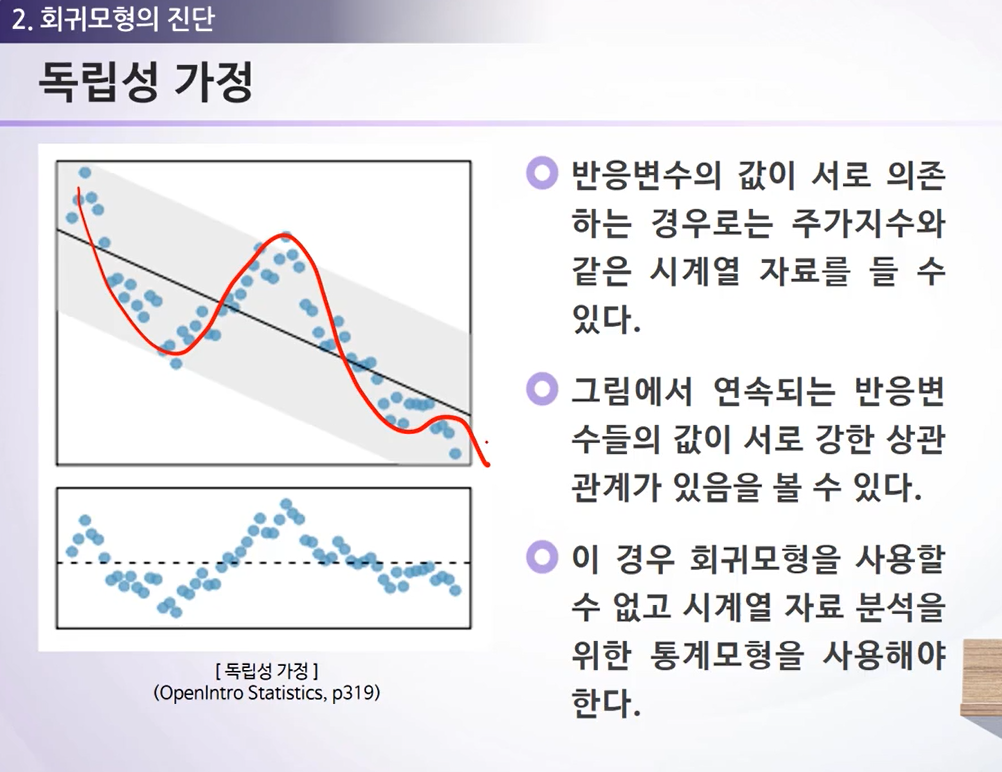 2. 회귀모형의 진단
독립성 가정
반응변수의 값이 서로 의존
하는 경우로는 주가지수와
같은 시계열 자료를 들 수
있다.
그림에서 연속되는 반응변
수들의 값이 서로 강한 상관
관계가 있음을 볼 수 있다.
이 경우 회귀모형을 사용할
수 없고 시계열 자료 분석을
위한 통계모형을 사용해야
한다.
[ 독립성 가정 ]
(OpenIntro Statistics, p319)